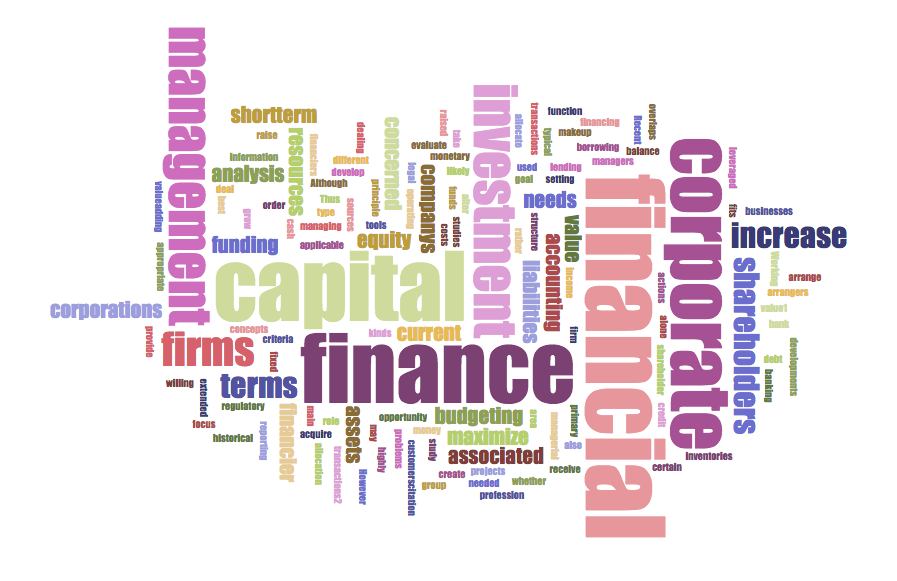 management
investment
shortterm
raise
resources
financiers
Information
analysis
deal
best
Although
different
develop
dealing
concerned
raised
take
evaluate
monetary
likely
allocate
transactions
function
financing
makeup
typical
borrowing
Recent
overlaps
balance
managers
used
lending
goal
setting
needs
corporate
leveraged
fits
businesses
increase
valueadding
appropriate
grow
order
Thus
type
cash
managing
sources
principle
tools
legal
operating
companys
funds
after
costs
studies
rather
structure
value
accounting
liabilities
income
financial
actions
shareholders
Working
arrange
arrangers
value1
bank
funding
applicable
equity
capital
corporations
provide
firms
concepts
criteria
kinds
current
firm
alone
shareholder
debt
banking
developments
fixed
finance
willing
extended
terms
regulatory
focus
historical
reporting
financier
main
role
acquire
assets
allocation
transactions2
However
may
highly
opportunity
money
problems
customerscitation
study
group
budgeting
maximize
associated
area
managerial
primary
also
credit
create
projects
needed
whether
profession
receive
certain
inventories